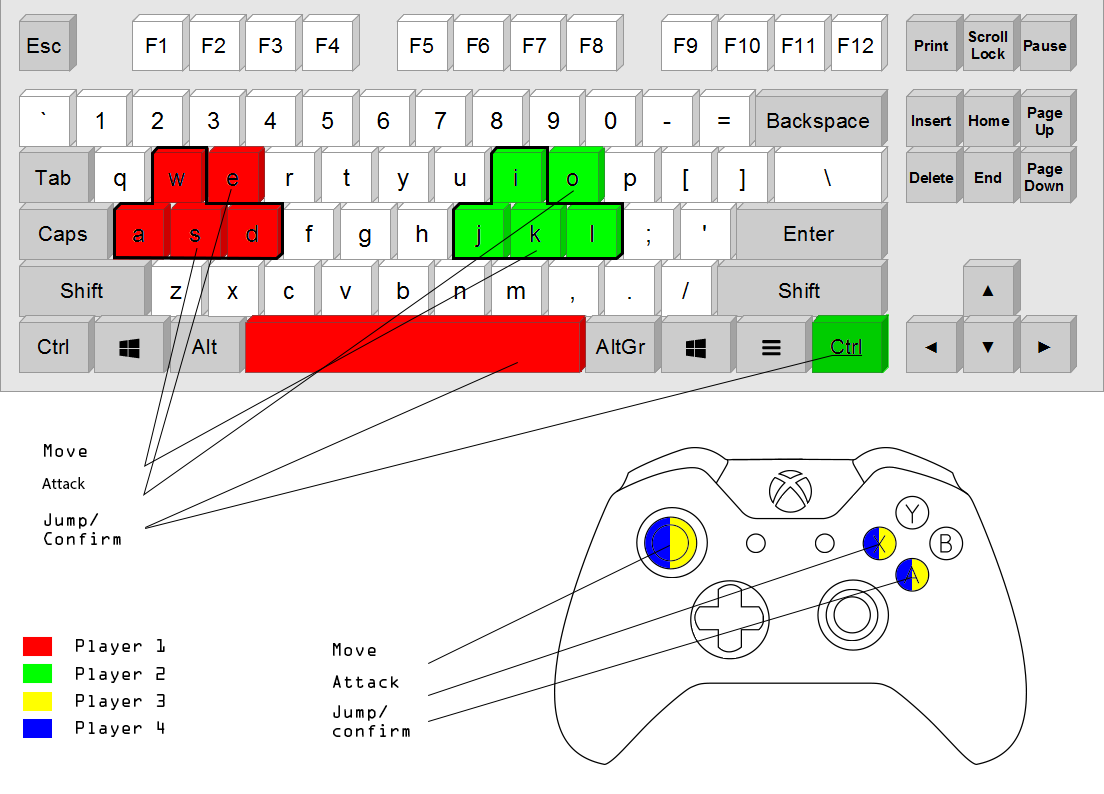 Esc F1 F2 F3 F4 F5 F6 F7 F8 F9 F10 F11 F12 Print Scroll Lock Pause
` 1 2 3 4 5 6 7 8 9 0 - = Backspace Insert Home Page Up
Tab q w e r t y u i o p [ ] \ Delete End Page Down
Caps a s d f g h j k l ; ' Enter
Shift z x c v b n m , . / Shift ▲
Ctrl Alt AltGr Ctrl ◄ ▼ ►
Move
Attack
Jump/
Confirm
Y
X B
A
Player 1
Player 2
Player 3
Player 4
Move
Attack
Jump/
confirm